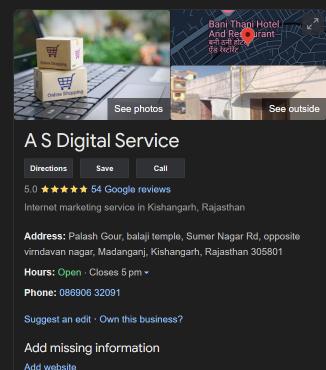 Bani Thani Hotel
And Restaurant
बनी ठनी होटल
एंड रेस्टोरेंट
Online Shopping
See photos
See outside
A S Digital Service
Directions
Save
Call
5.0 ★★★★★ 54 Google reviews
Internet marketing service in Kishangarh, Rajasthan
Address: Palash Gour, balaji temple, Sumer Nagar Rd, opposite
virndavan nagar, Madanganj, Kishangarh, Rajasthan 305801
Hours: Open · Closes 5 pm
Phone: 086906 32091
Suggest an edit · Own this business?
Add missing information
Add website